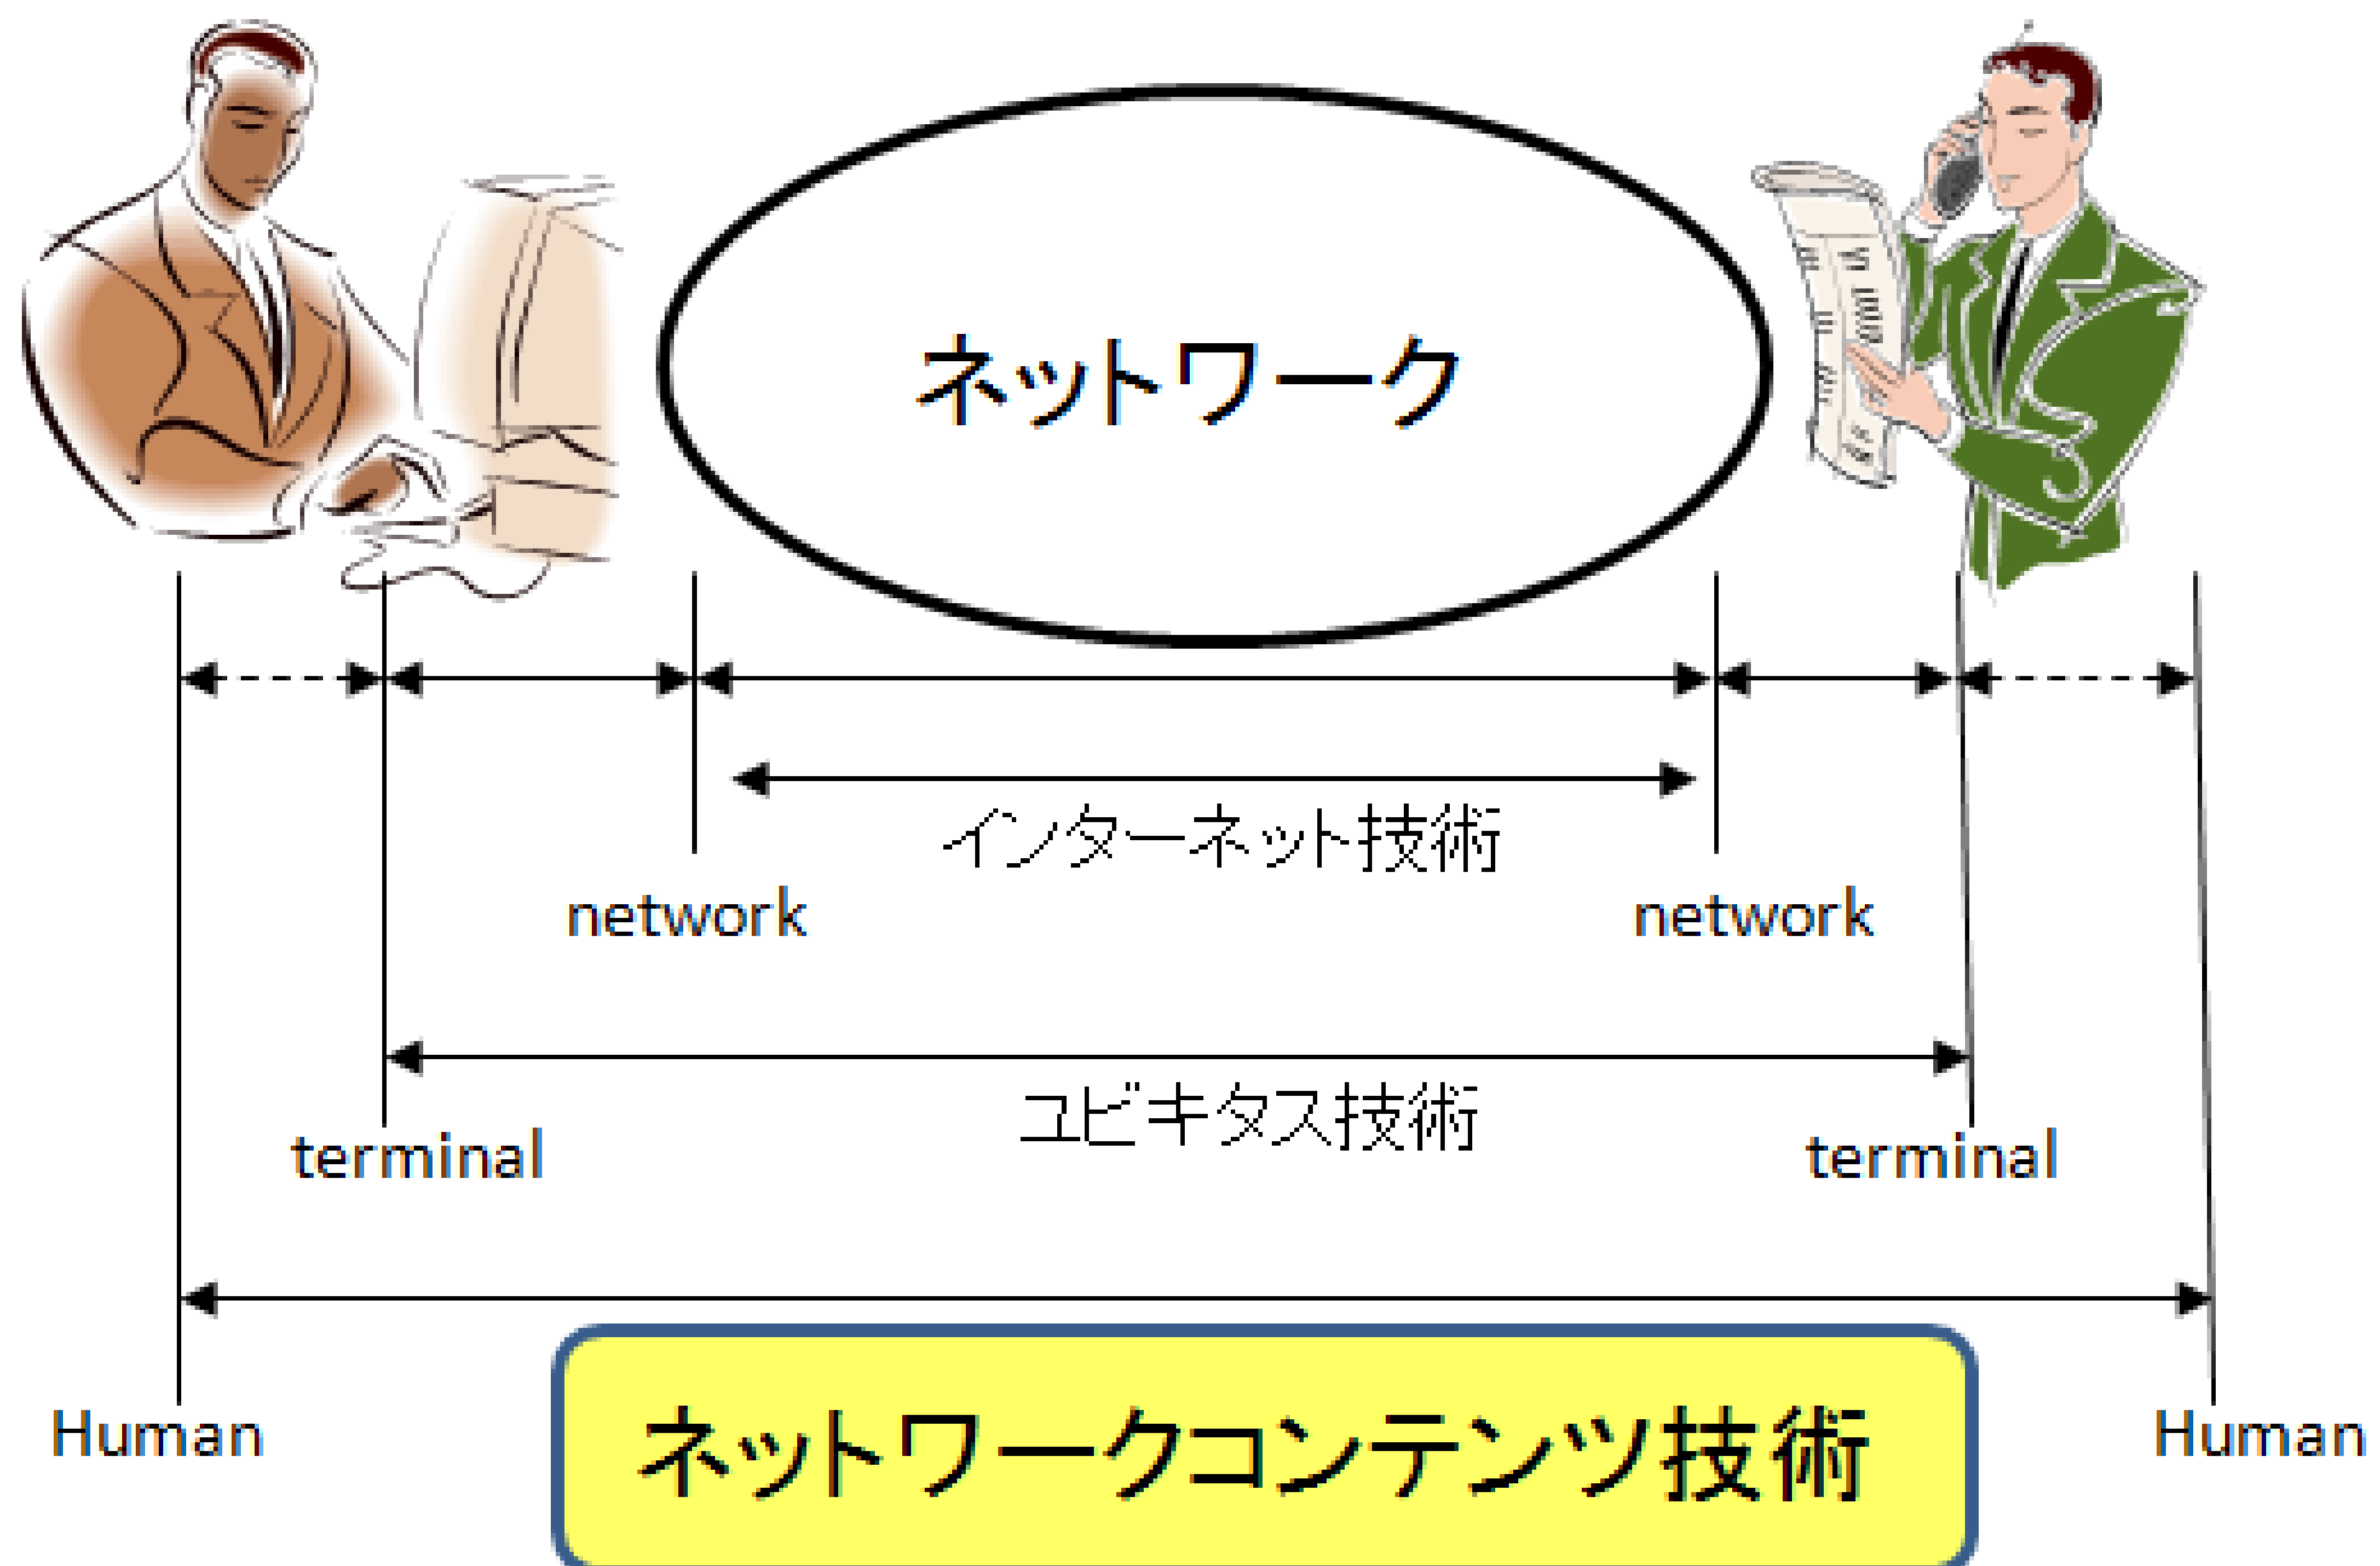 ネットワーク
インターネット技術
network
network
ユビキタス技術
terminal
terminal
Human
Human
ネットワークコンテンツ技術